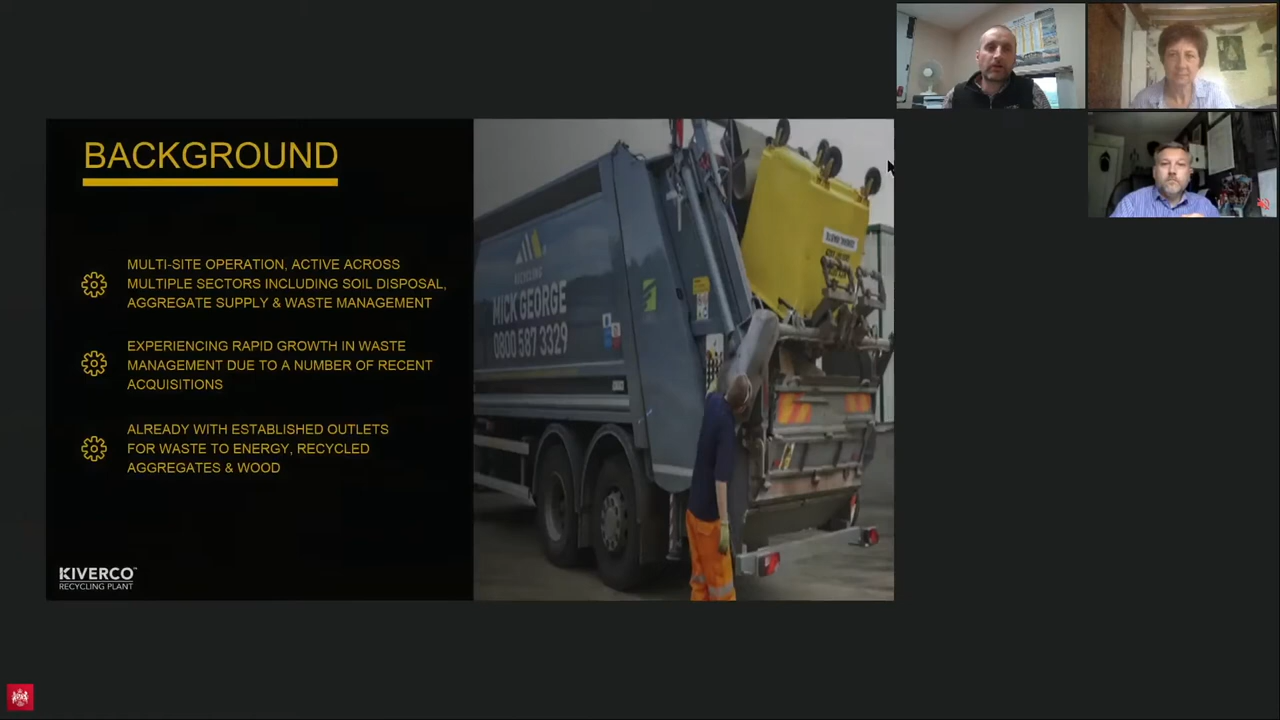 BACKGROUND
MULTI-SITE OPERATION, ACTIVE ACROSS
MULTIPLE SECTORS INCLUDING SOIL DISPOSAL,
AGGREGATE SUPPLY & WASTE MANAGEMENT
EXPERIENCING RAPID GROWTH IN WASTE
MANAGEMENT DUE TO A NUMBER OF RECENT
ACQUISITIONS
ALREADY WITH ESTABLISHED OUTLETS
FOR WASTE TO ENERGY, RECYCLED
AGGREGATES & WOOD
KIVERCO™
RECYCLING PLANT
RECYCLING
MICK GEORGE
0800 587 3329